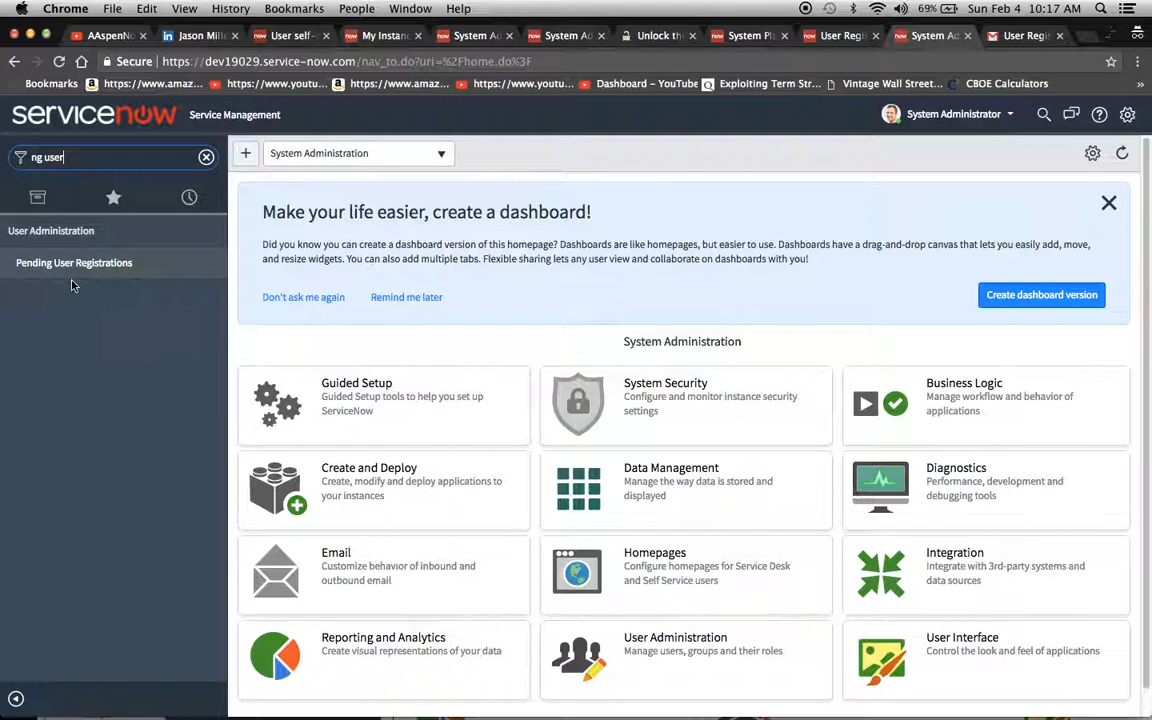 Chrome File Edit View History Bookmarks People Window Help 69% Sun Feb 4 10:17 AM
AAspenNo Jason Mill User self- My Instan System Ad System Ad Unlock th System Pl User Regis System Ad User Regis
Secure https://dev19029.service-now.com/nav_to.do?uri=%2Fhome.do%3F
Bookmarks https://www.amaz... https://www.youtu... https://www.amaz... https://www.youtu... Dashboard – YouTube Exploiting Term Str... Vintage Wall Street... CBOE Calculators »
servicenow Service Management System Administrator
ng user
System Administration
User Administration
Pending User Registrations
Make your life easier, create a dashboard!
Did you know you can create a dashboard version of this homepage? Dashboards are like homepages, but easier to use. Dashboards have a drag-and-drop canvas that lets you easily add, move,
and resize widgets. You can also add multiple tabs. Flexible sharing lets any user view and collaborate on dashboards with you!
Don't ask me again Remind me later Create dashboard version
System Administration
Guided Setup
Guided Setup tools to help you set up
ServiceNow
System Security
Configure and monitor instance security
settings
Business Logic
Manage workflow and behavior of
applications
Create and Deploy
Create, modify and deploy applications to
your instances
Data Management
Manage the way data is stored and
displayed
Diagnostics
Performance, development and
debugging tools
Email
Customize behavior of inbound and
outbound email
Homepages
Configure homepages for Service Desk
and Self Service users
Integration
Integrate with 3rd-party systems and
data sources
Reporting and Analytics
Create visual representations of your data
User Administration
Manage users, groups and their roles
User Interface
Control the look and feel of applications